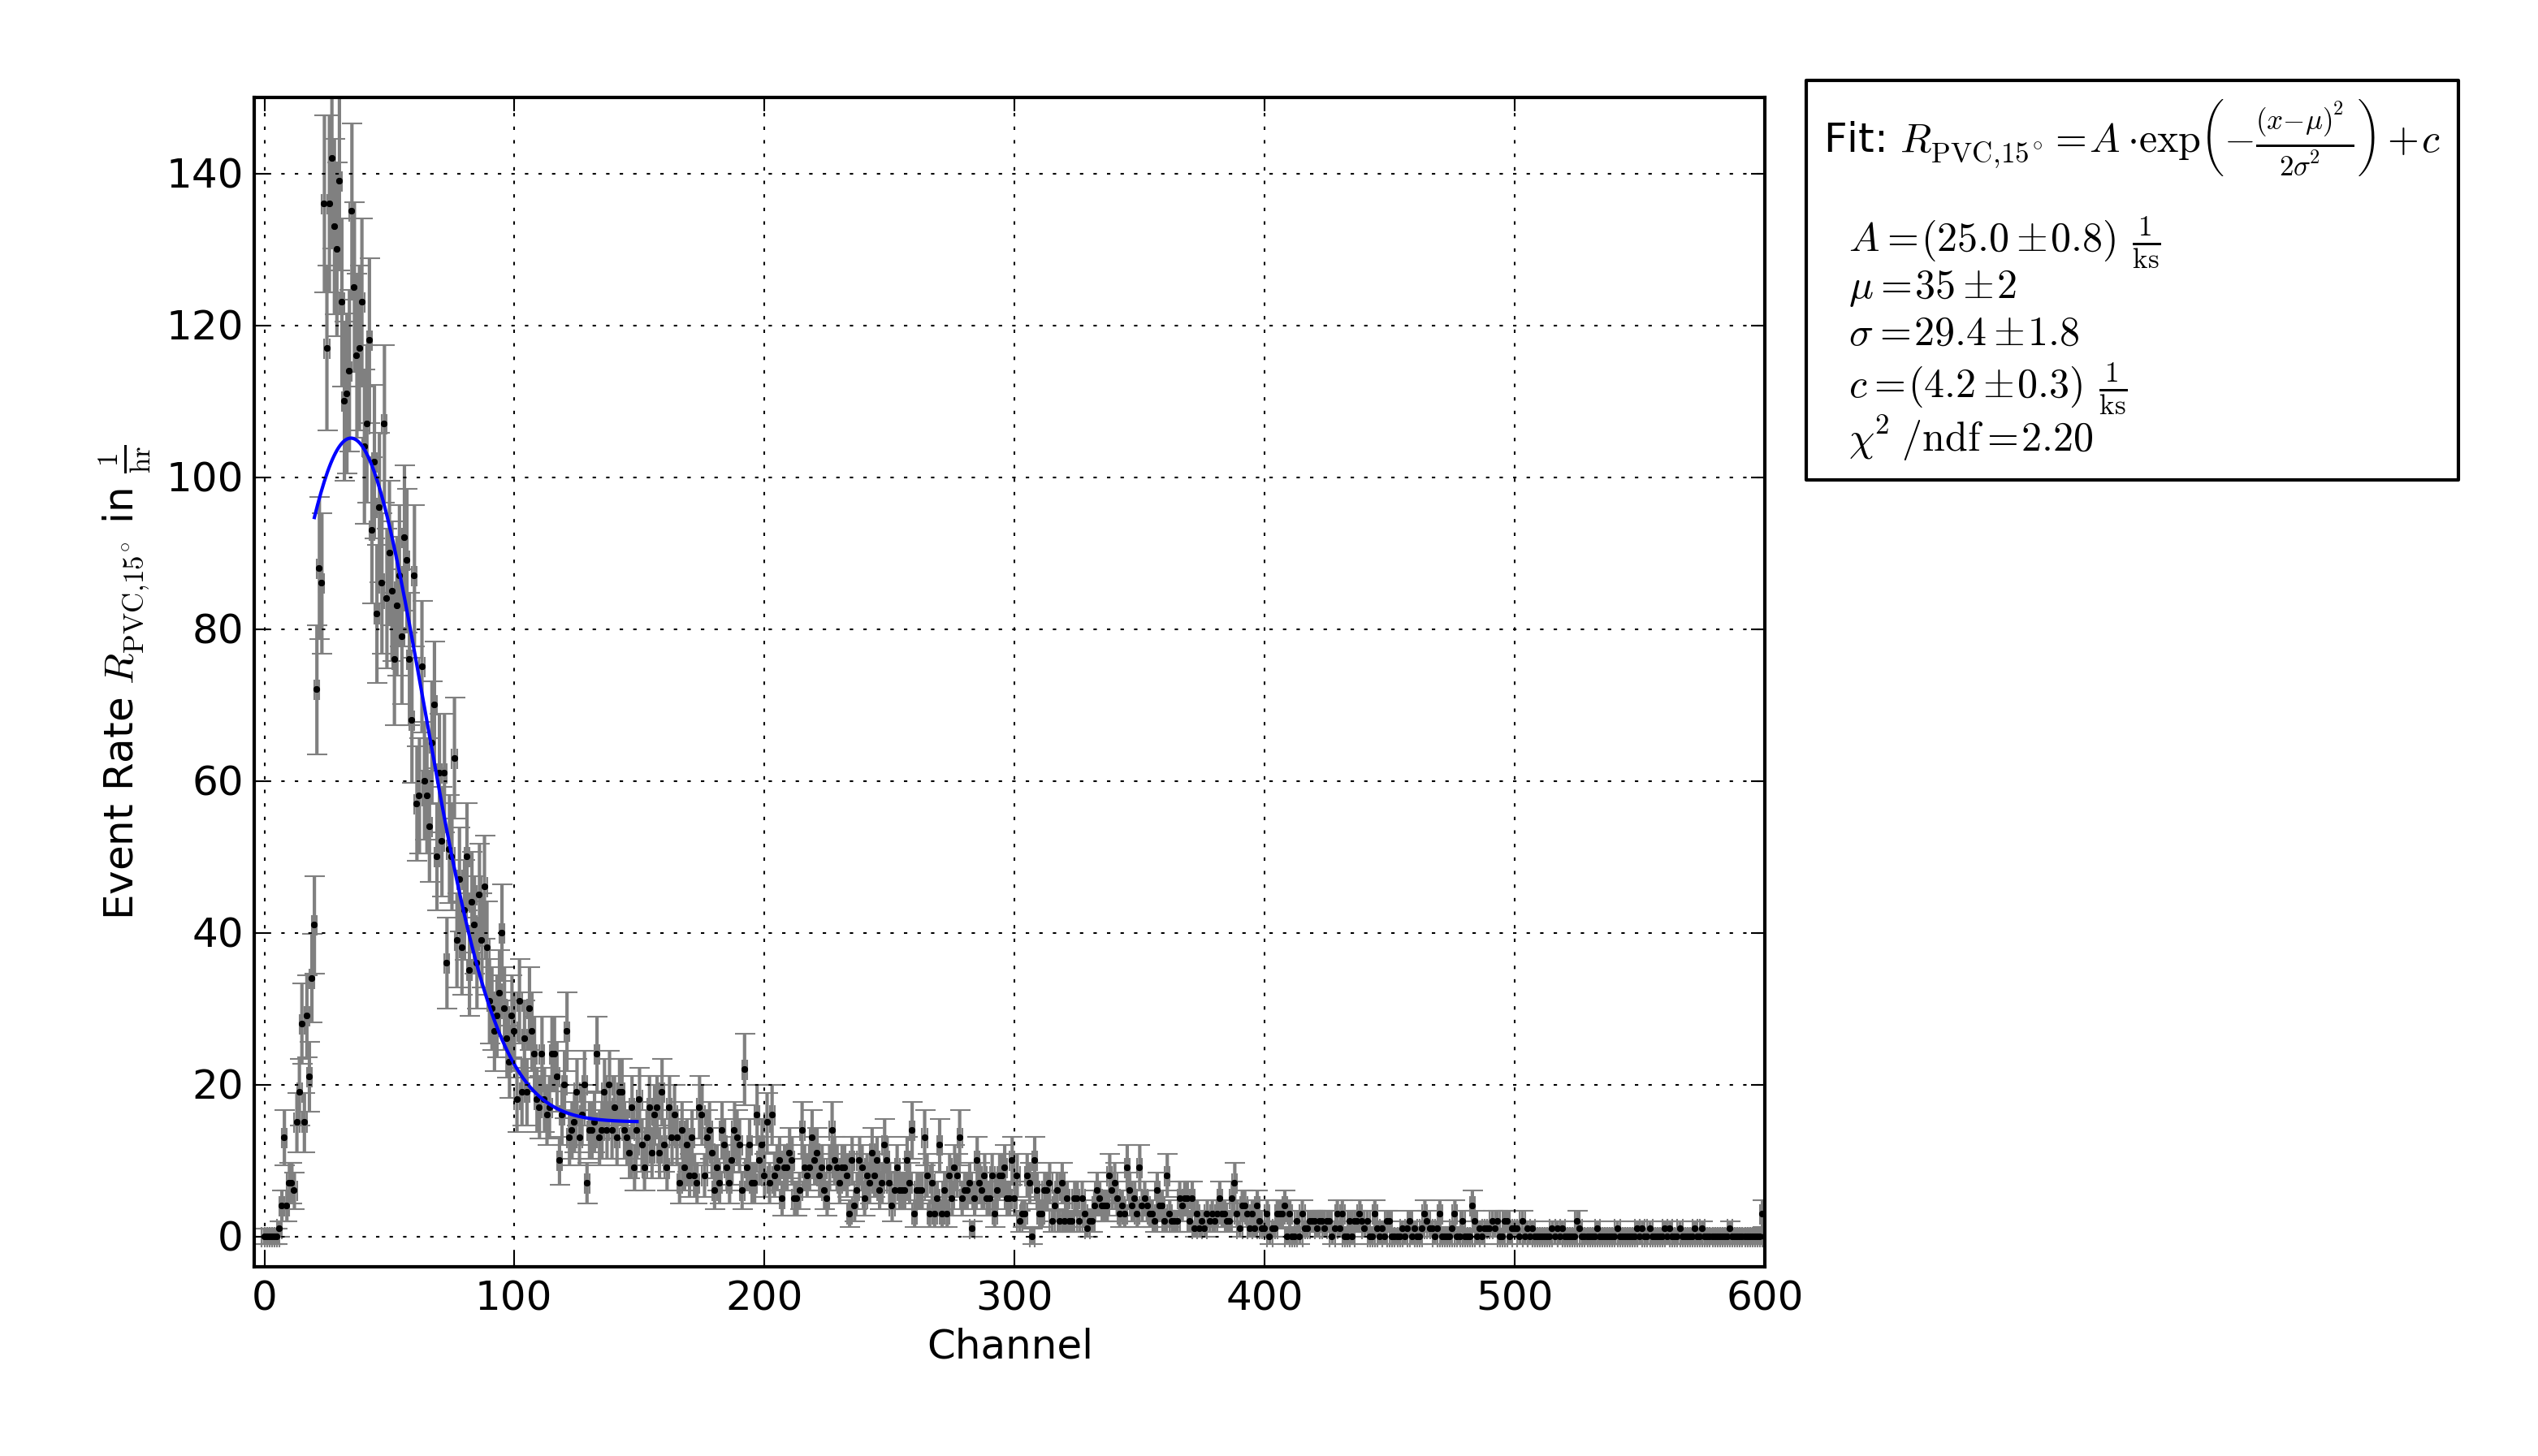 Event Rate R_PVC,15° in 1/hr
140
120
100
80
60
40
20
0
0 100 200 300 400 500 600
Channel
Fit: R_PVC,15° = A · exp(−(x−μ)²/2σ²) + c
A = (25.0 ± 0.8) 1/ks
μ = 35 ± 2
σ = 29.4 ± 1.8
c = (4.2 ± 0.3) 1/ks
χ² /ndf = 2.20